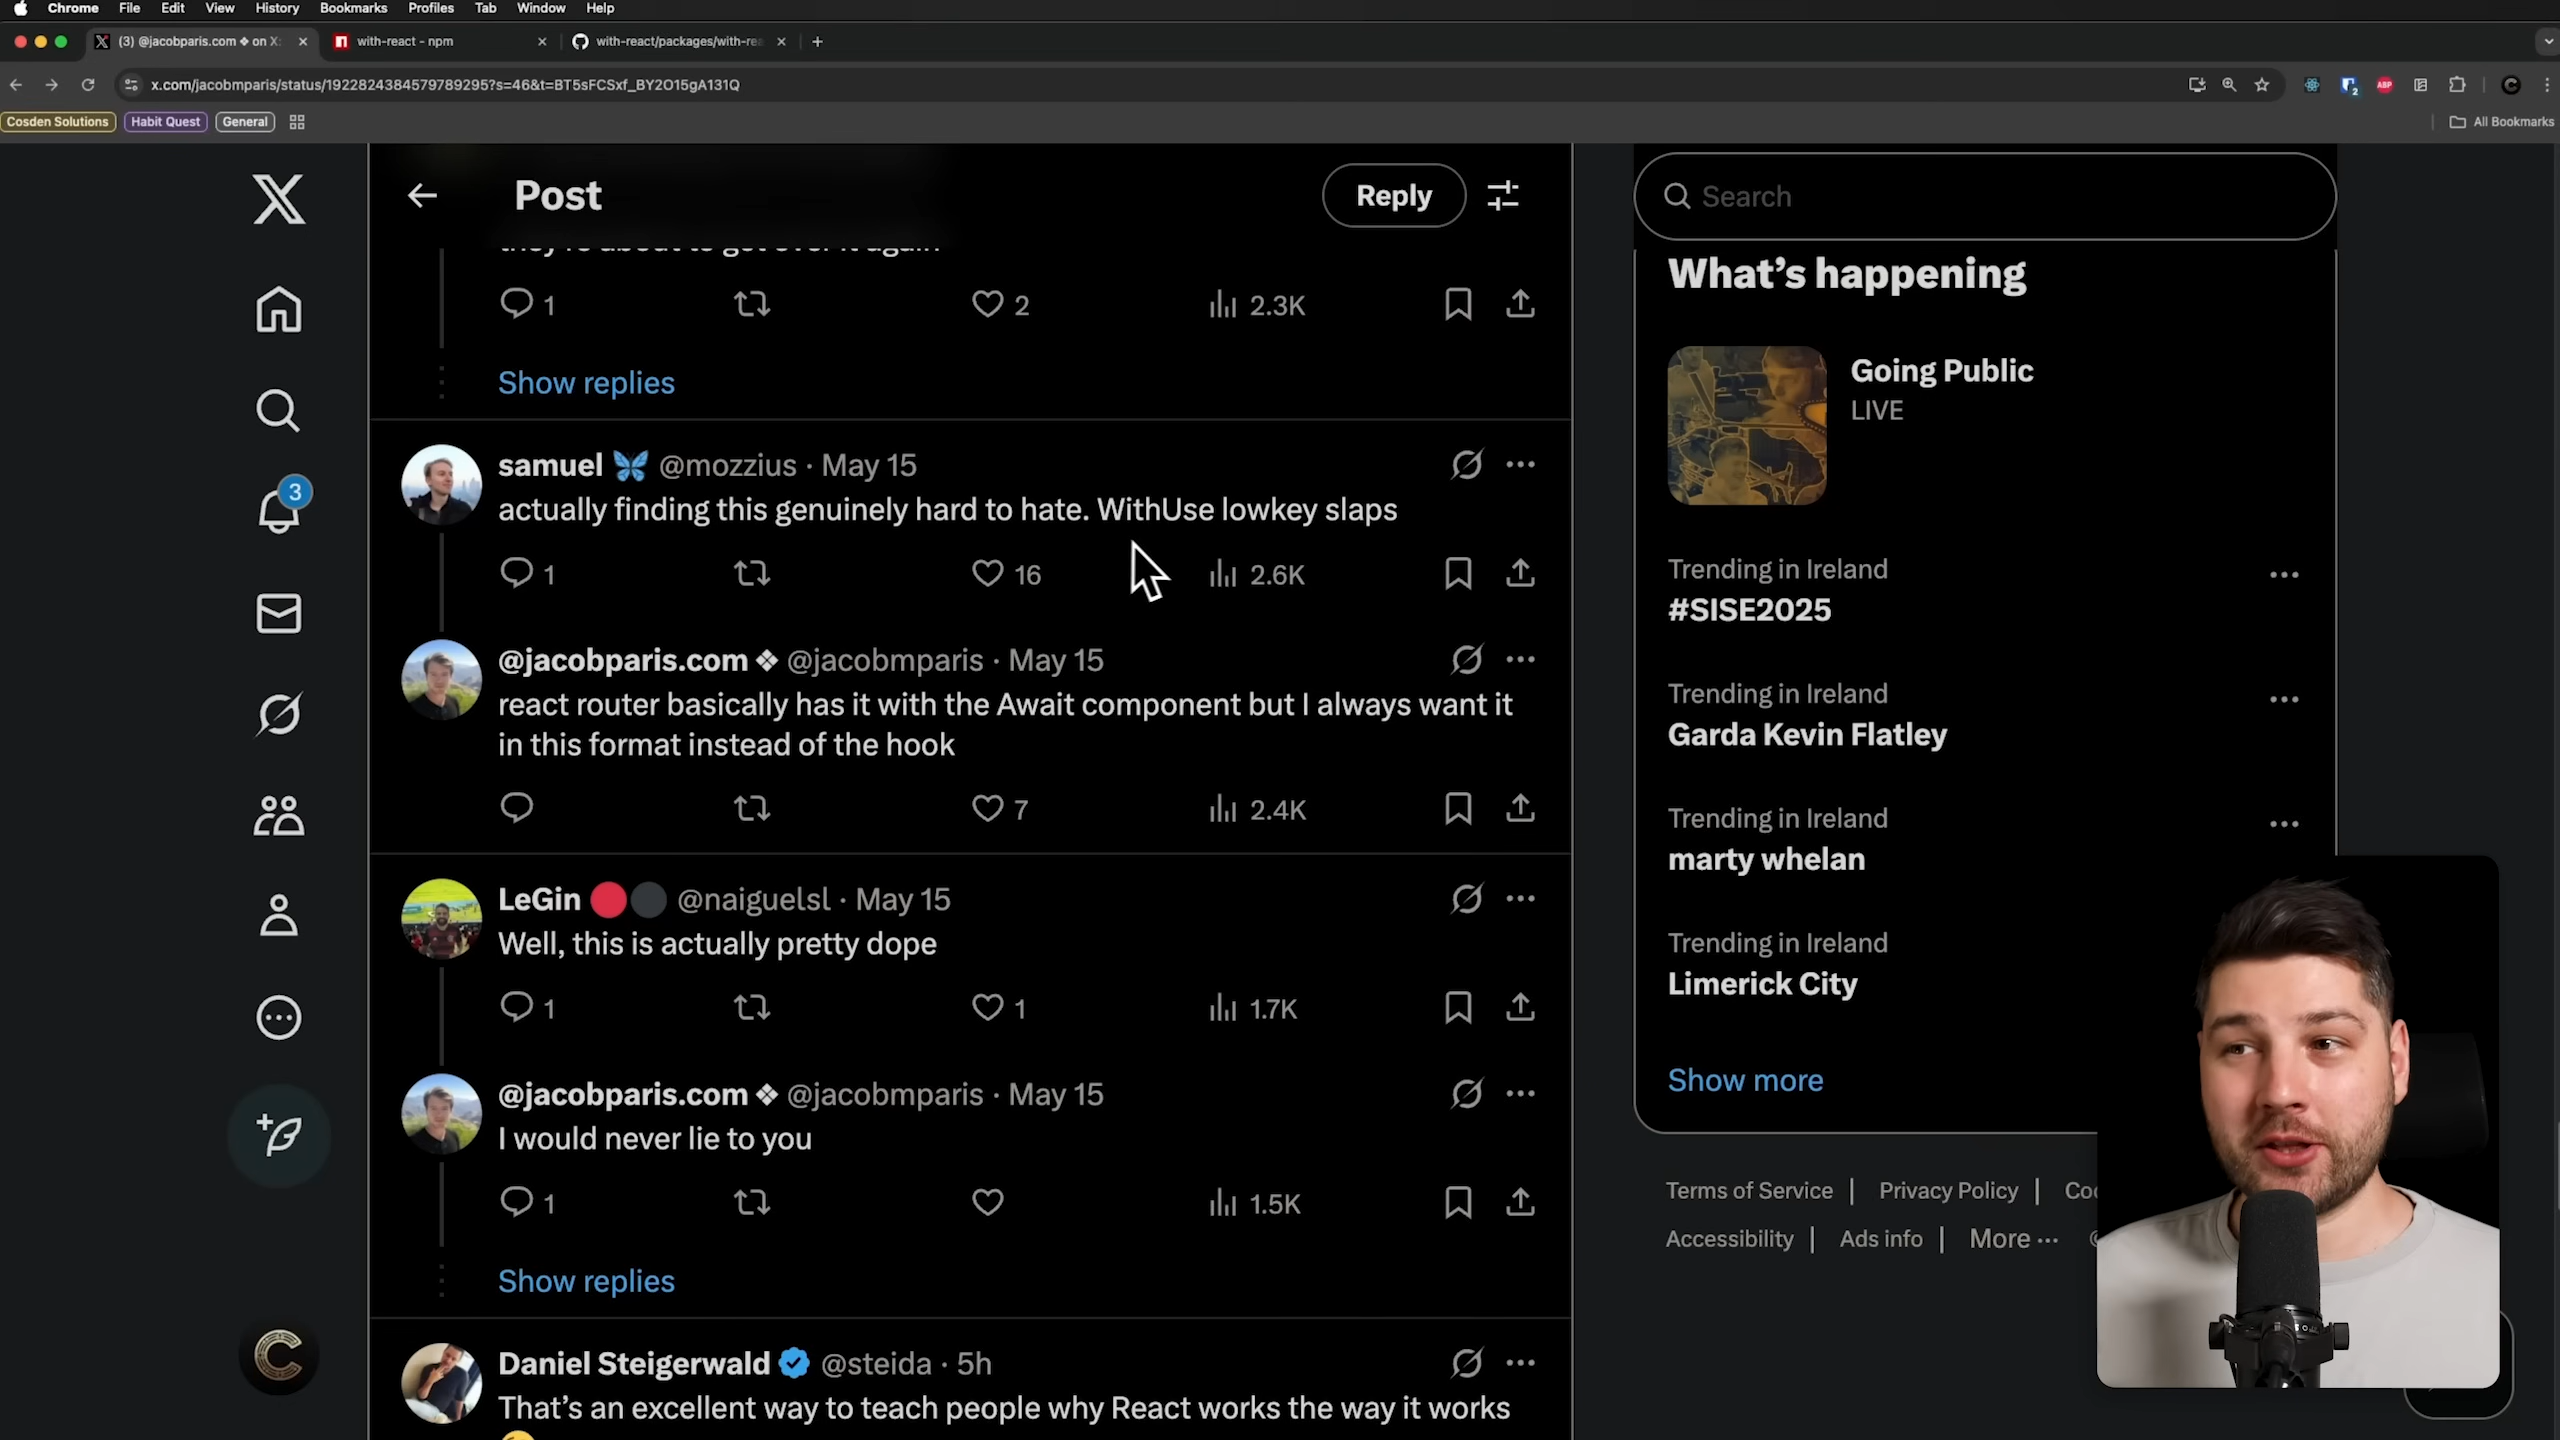 Chrome File Edit View History Bookmarks Profiles Tab Window Help
(3) @jacobparis.com ❖ on X:
with-react - npm
with-react/packages/with-rea
x.com/jacobmparis/status/1922824384579789295?s=46&t=BT5sFCSxf_BY2O15gA131Q
Cosden Solutions Habit Quest General
All Bookmarks
Post
Reply
they're about to get over it again
1 2 2.3K
Show replies
samuel 🦋 @mozzius · May 15
actually finding this genuinely hard to hate. WithUse lowkey slaps
1 16 2.6K
@jacobparis.com ❖ @jacobmparis · May 15
react router basically has it with the Await component but I always want it
in this format instead of the hook
7 2.4K
LeGin 🔴⚫ @naiguelsl · May 15
Well, this is actually pretty dope
1 1 1.7K
@jacobparis.com ❖ @jacobmparis · May 15
I would never lie to you
1 1.5K
Show replies
Daniel Steigerwald @steida · 5h
That's an excellent way to teach people why React works the way it works
3
Search
What's happening
Going Public
LIVE
Trending in Ireland
#SISE2025
Trending in Ireland
Garda Kevin Flatley
Trending in Ireland
marty whelan
Trending in Ireland
Limerick City
Show more
Terms of Service | Privacy Policy |
Accessibility | Ads info | More ···